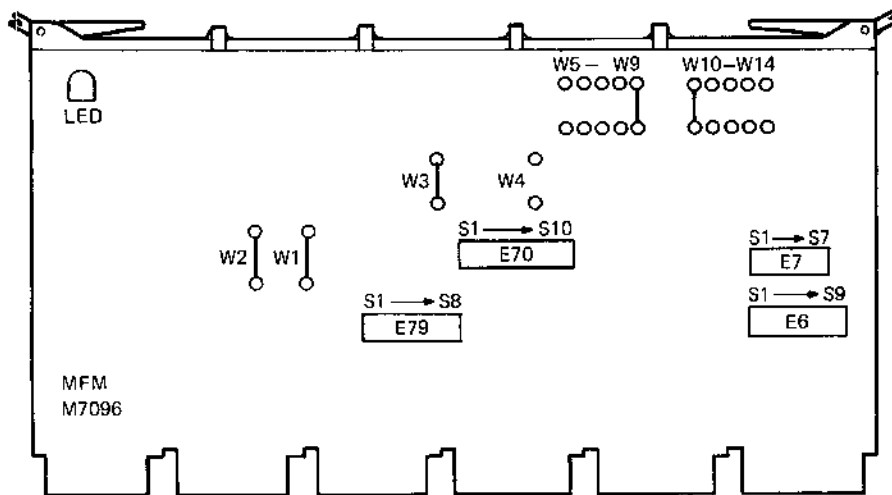 W5 – W9 W10–W14
LED
W3 W4
S1 → S10
W2 W1 E70 S1 → S7
E7
S1 → S8 S1 → S9
E79 E6
MFM
M7096